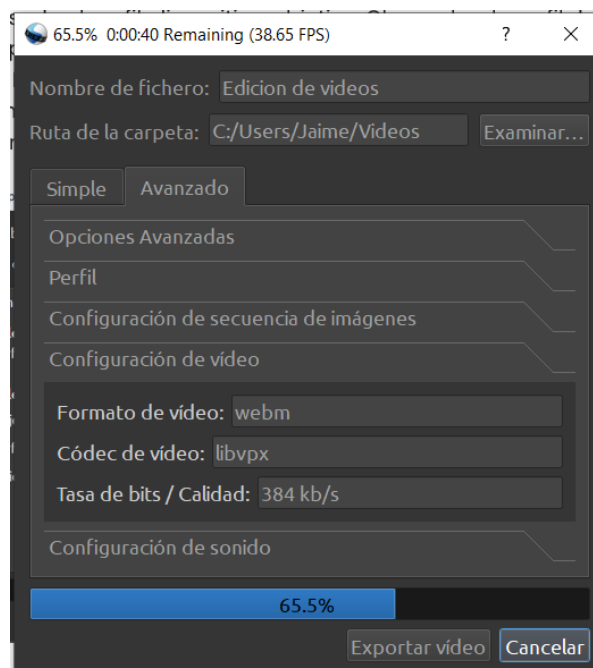 65.5% 0:00:40 Remaining (38.65 FPS) ?
Nombre de fichero: Edicion de videos
Ruta de la carpeta: C:/Users/Jaime/Videos Examinar...
Simple Avanzado
Opciones Avanzadas
Perfil
Configuración de secuencia de imágenes
Configuración de vídeo
Formato de vídeo: webm
Códec de vídeo: libvpx
Tasa de bits / Calidad: 384 kb/s
Configuración de sonido
65.5%
Exportar vídeo Cancelar